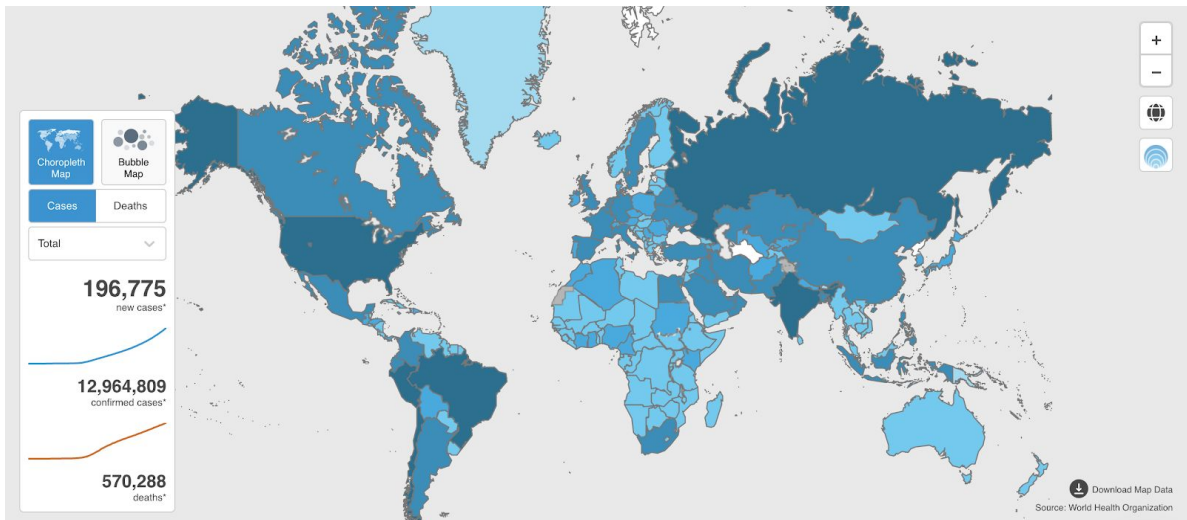 Choropleth
Map
Bubble
Map
Cases
Deaths
Total
196,775
new cases*
12,964,809
confirmed cases*
570,288
deaths*
+
−
Download Map Data
Source: World Health Organization